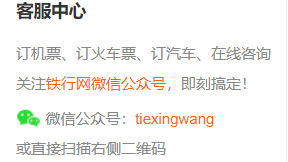 客服中心
订机票、订火车票、订汽车、在线咨询
关注铁行网微信公众号，即刻搞定！
微信公众号：tiexingwang
或直接扫描右侧二维码